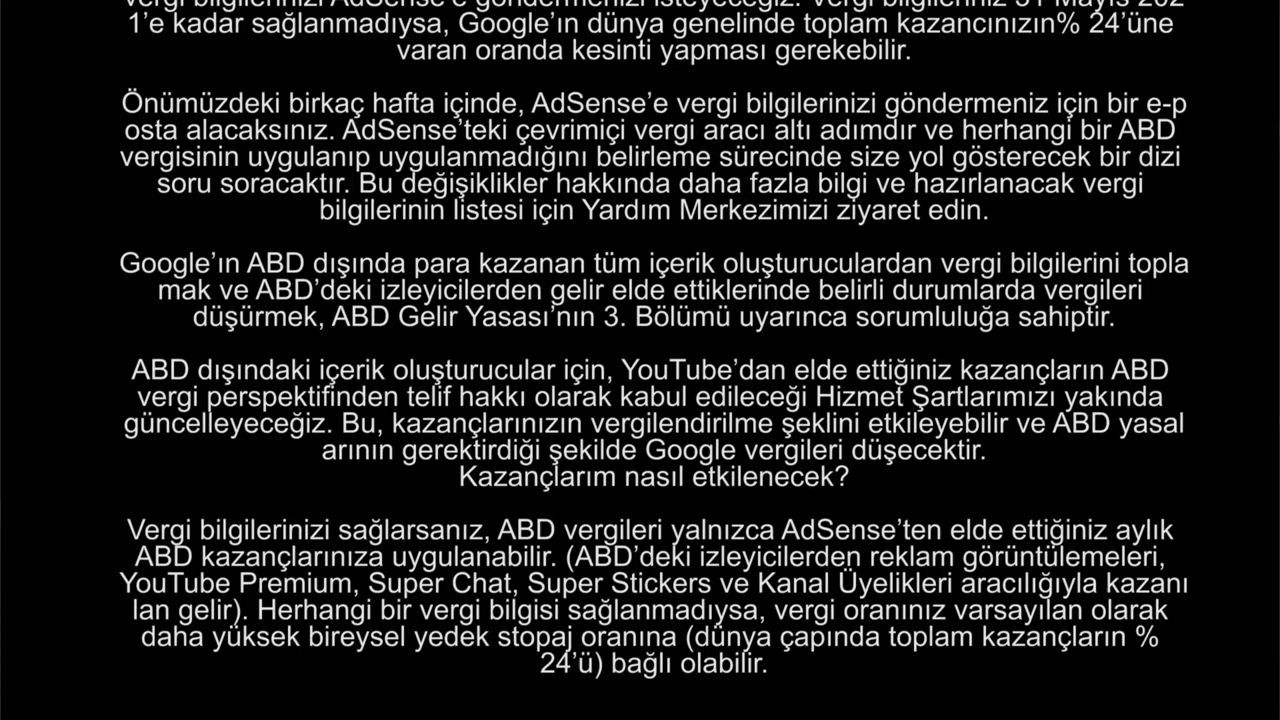 vergi bilgilerinizi AdSense'e göndermenizi isteyeceğiz. Vergi bilgileriniz 31 Mayıs 202
1'e kadar sağlanmadıysa, Google'ın dünya genelinde toplam kazancınızın% 24'üne
varan oranda kesinti yapması gerekebilir.
Önümüzdeki birkaç hafta içinde, AdSense'e vergi bilgilerinizi göndermeniz için bir e-p
osta alacaksınız. AdSense'teki çevrimiçi vergi aracı altı adımdır ve herhangi bir ABD
vergisinin uygulanıp uygulanmadığını belirleme sürecinde size yol gösterecek bir dizi
soru soracaktır. Bu değişiklikler hakkında daha fazla bilgi ve hazırlanacak vergi
bilgilerinin listesi için Yardım Merkezimizi ziyaret edin.
Google'ın ABD dışında para kazanan tüm içerik oluşturuculardan vergi bilgilerini topla
mak ve ABD'deki izleyicilerden gelir elde ettiklerinde belirli durumlarda vergileri
düşürmek, ABD Gelir Yasası'nın 3. Bölümü uyarınca sorumluluğa sahiptir.
ABD dışındaki içerik oluşturucular için, YouTube'dan elde ettiğiniz kazançların ABD
vergi perspektifinden telif hakkı olarak kabul edileceği Hizmet Şartlarımızı yakında
güncelleyeceğiz. Bu, kazançlarınızın vergilendirilme şeklini etkileyebilir ve ABD yasal
arının gerektirdiği şekilde Google vergileri düşecektir.
Kazançlarım nasıl etkilenecek?
Vergi bilgilerinizi sağlarsanız, ABD vergileri yalnızca AdSense'ten elde ettiğiniz aylık
ABD kazançlarınıza uygulanabilir. (ABD'deki izleyicilerden reklam görüntülemeleri,
YouTube Premium, Super Chat, Super Stickers ve Kanal Üyelikleri aracılığıyla kazanı
lan gelir). Herhangi bir vergi bilgisi sağlanmadıysa, vergi oranınız varsayılan olarak
daha yüksek bireysel yedek stopaj oranına (dünya çapında toplam kazançların %
24'ü) bağlı olabilir.